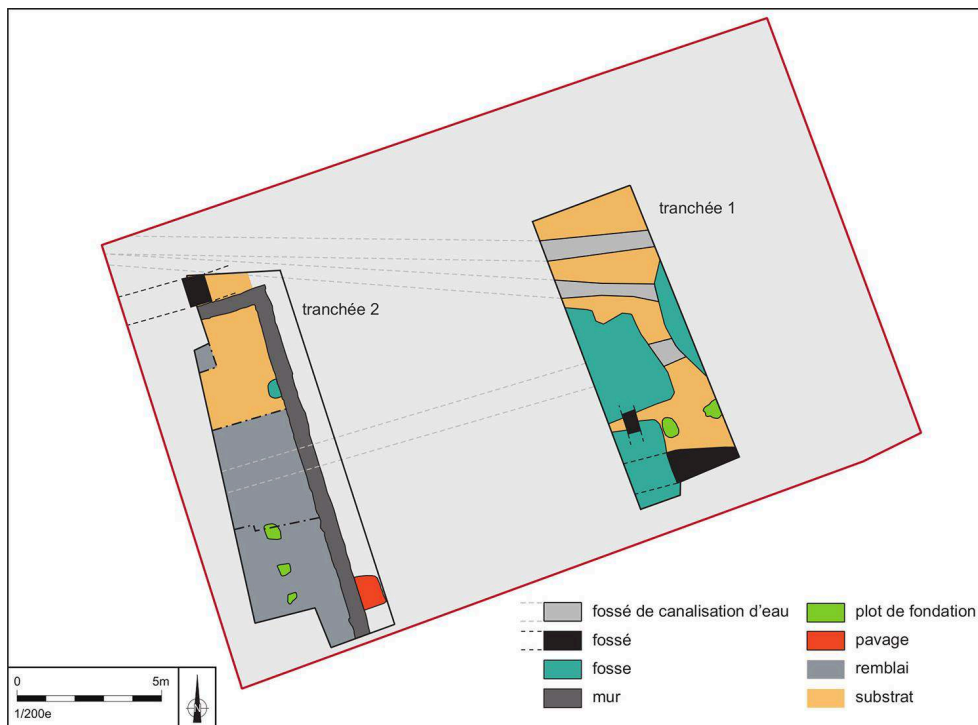 tranchée 1
tranchée 2
fossé de canalisation d'eau
fossé
fosse
mur
plot de fondation
pavage
remblai
substrat
0 5m
1/200e